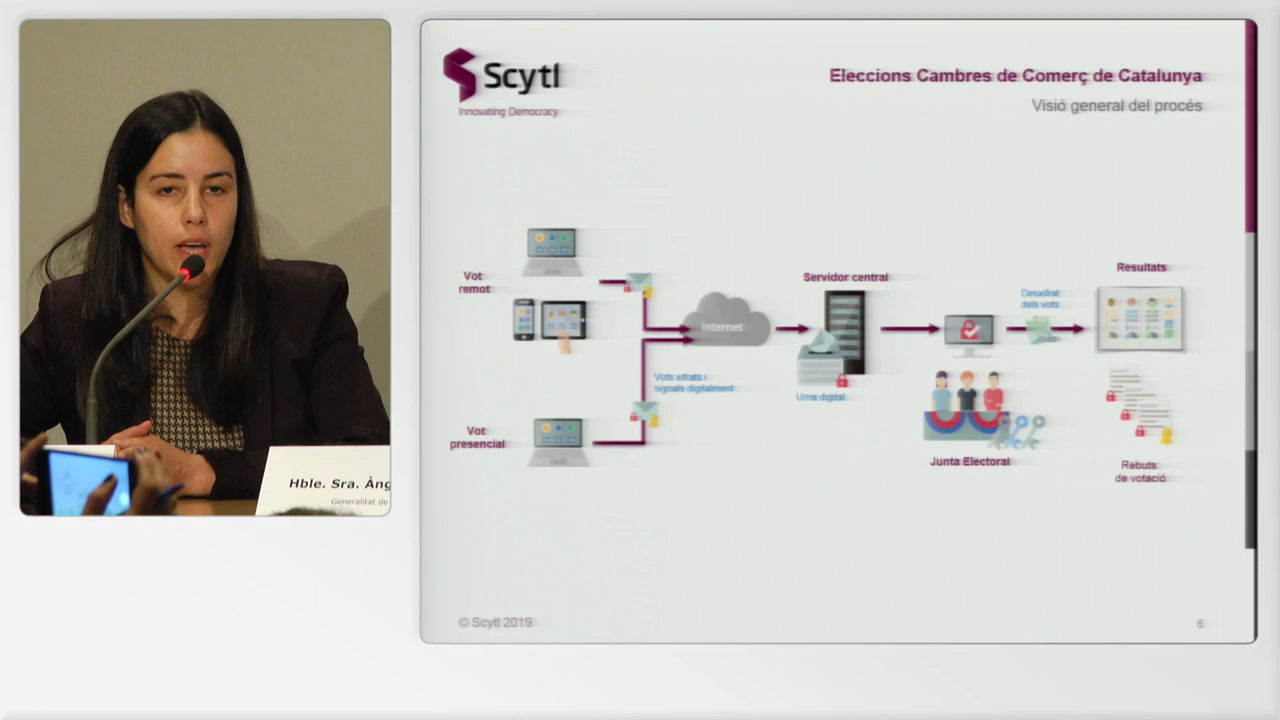 Scytl
Innovating Democracy
Eleccions Cambres de Comerç de Catalunya
Visió general del procés
Vot
remot
Internet
Servidor central
Desxifrat
dels vots
Resultats
Vots xifrats i
signats digitalment
Urna digital
Vot
presencial
Junta Electoral
Rebuts
de votació
© Scytl 2019
6
Hble. Sra. Àng
Generalitat de